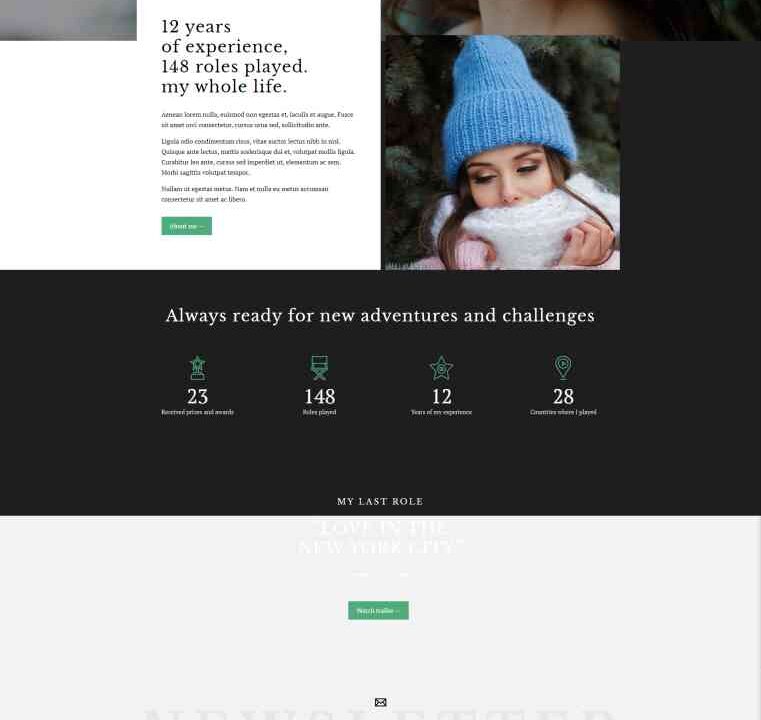 12 years
of experience,
148 roles played.
my whole life.
Aenean lorem nulla, euismod non egestas et, iaculis et augue. Fusce
sit amet orci consectetur, cursus urna sed, sollicitudin ante.
Ligula odio condimentum risus, vitae auctor lectus nibh in nisl.
Quisque ante lectus, mattis scelerisque dui et, volutpat mollis ligula.
Curabitur leo ante, cursus sed imperdiet ut, elementum ac sem.
Morbi sagittis volutpat tempor.
Nullam ut egestas metus. Nam et nulla eu metus accumsan
consectetur sit amet ac libero.
About me →
Always ready for new adventures and challenges
23
148
12
28
Received prizes and awards
Roles played
Years of my experience
Countries where I played
MY LAST ROLE
"LOVE IN THE
NEW YORK CITY"
Watch trailer →
NEWSLETTER